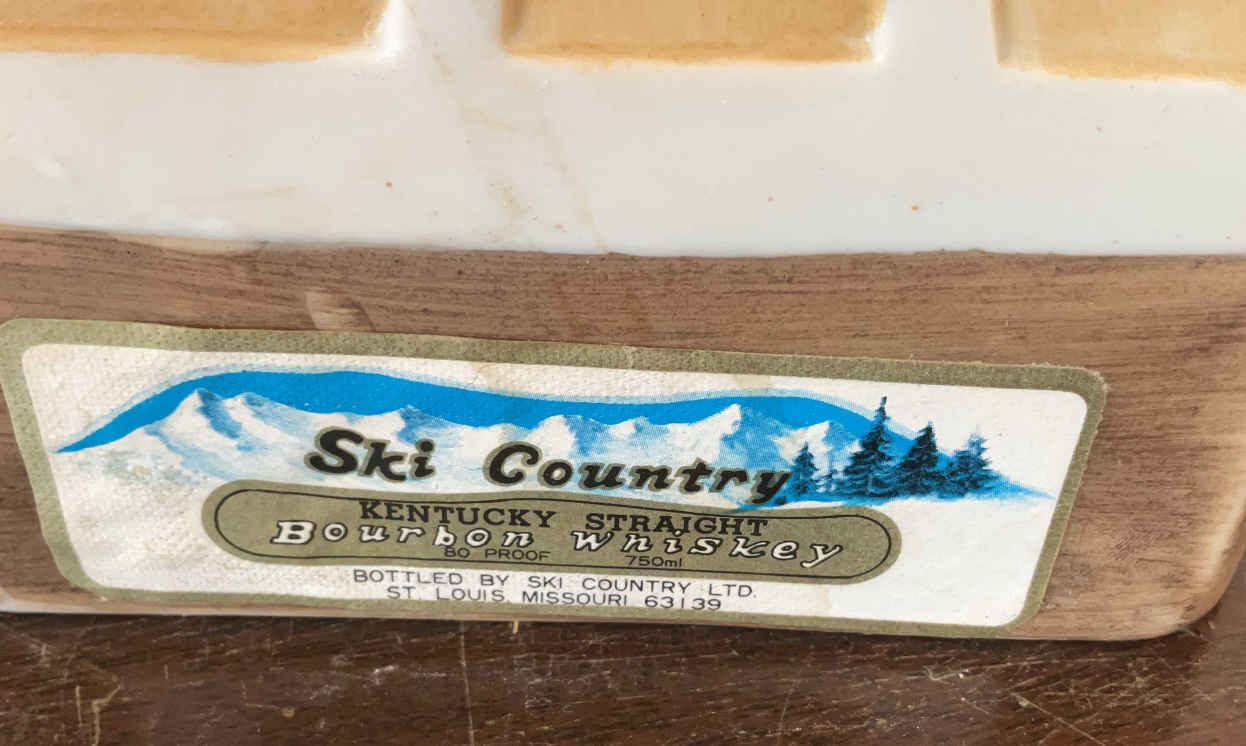 Ski Country
KENTUCKY STRAIGHT
Bourbon Whiskey
80 PROOF 750ml
BOTTLED BY SKI COUNTRY LTD.
ST. LOUIS, MISSOURI 63139